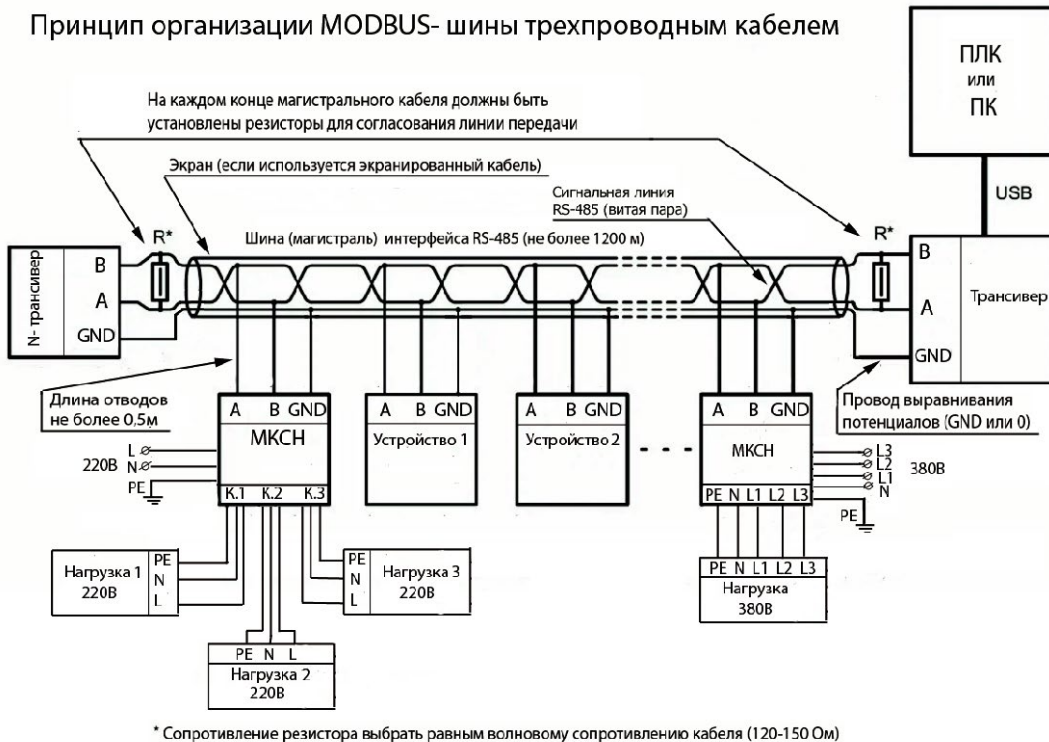 Принцип организации MODBUS- шины трехпроводным кабелем
ПЛК
или
ПК
На каждом конце магистрального кабеля должны быть
установлены резисторы для согласования линии передачи
Экран (если используется экранированный кабель)
Сигнальная линия
RS-485 (витая пара)
USB
R*
Шина (магистраль) интерфейса RS-485 (не более 1200 м)
R*
N- трансивер
B
A
GND
B
A
GND
Трансивер
Длина отводов
не более 0,5м
Провод выравнивания
потенциалов (GND или 0)
A B GND
МКСН
220В
L
N
PE
К.1 К.2 К.3
A B GND
Устройство 1
A B GND
Устройство 2
A B GND
МКСН
PE N L1 L2 L3
L3
L2
L1
N
380В
PE
Нагрузка 1
220В
PE
N
L
PE
N
L
Нагрузка 3
220В
PE N L
Нагрузка 2
220В
PE N L1 L2 L3
Нагрузка
380В
* Сопротивление резистора выбрать равным волновому сопротивлению кабеля (120-150 Ом)